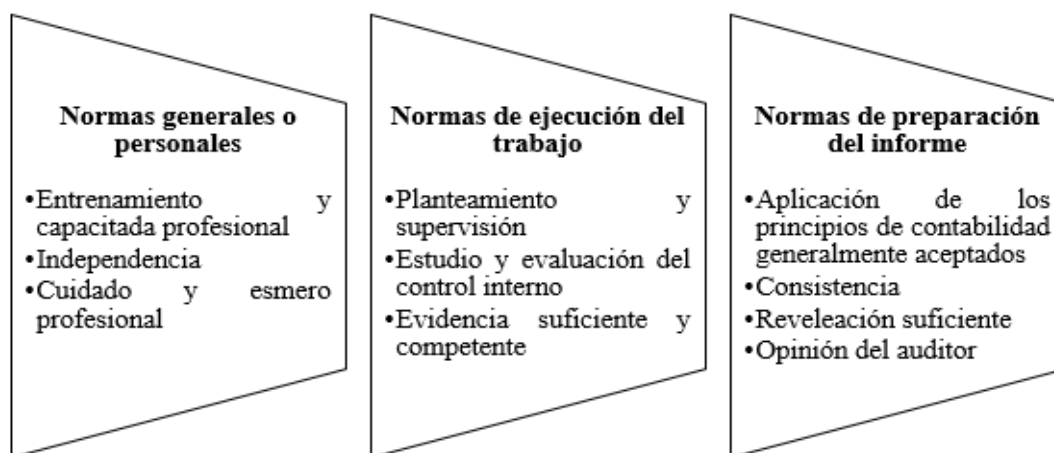 Normas generales o
personales
•Entrenamiento y
capacitada profesional
•Independencia
•Cuidado y esmero
profesional
Normas de ejecución del
trabajo
•Planteamiento y
supervisión
•Estudio y evaluación del
control interno
•Evidencia suficiente y
competente
Normas de preparación
del informe
•Aplicación de los
principios de contabilidad
generalmente aceptados
•Consistencia
•Reveleación suficiente
•Opinión del auditor